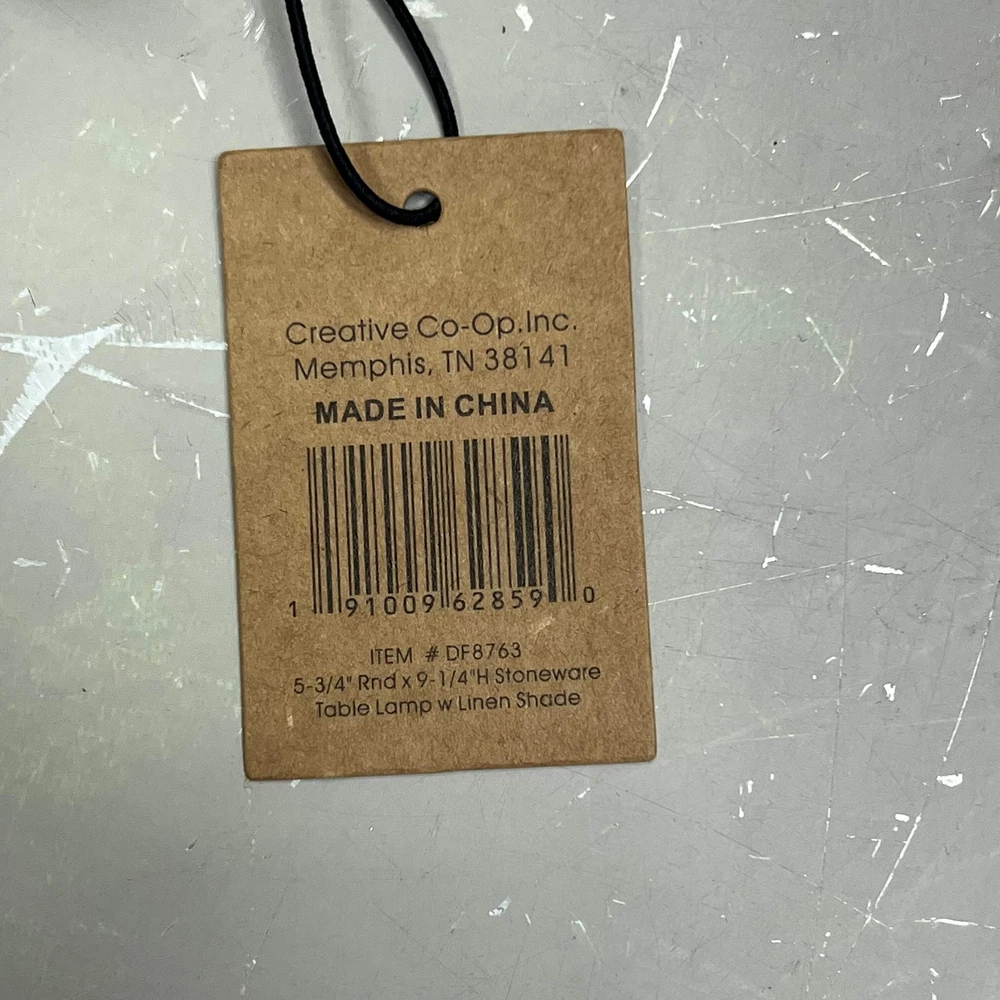 Creative Co-Op.Inc.
Memphis, TN 38141
MADE IN CHINA
1 91009 62859 0
ITEM # DF8763
5-3/4" Rnd x 9-1/4"H Stoneware
Table Lamp w Linen Shade